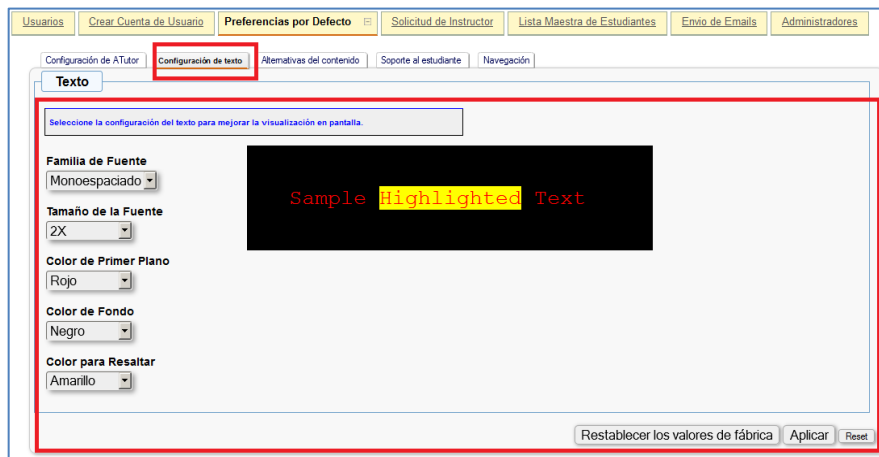 Usuarios Crear Cuenta de Usuario Preferencias por Defecto Solicitud de Instructor Lista Maestra de Estudiantes Envio de Emails Administradores
Configuración de ATutor Configuración de texto Alternativas del contenido Soporte al estudiante Navegación
Texto
Seleccione la configuración del texto para mejorar la visualización en pantalla.
Familia de Fuente
Monoespaciado
Sample Highlighted Text
Tamaño de la Fuente
2X
Color de Primer Plano
Rojo
Color de Fondo
Negro
Color para Resaltar
Amarillo
Restablecer los valores de fábrica Aplicar Reset